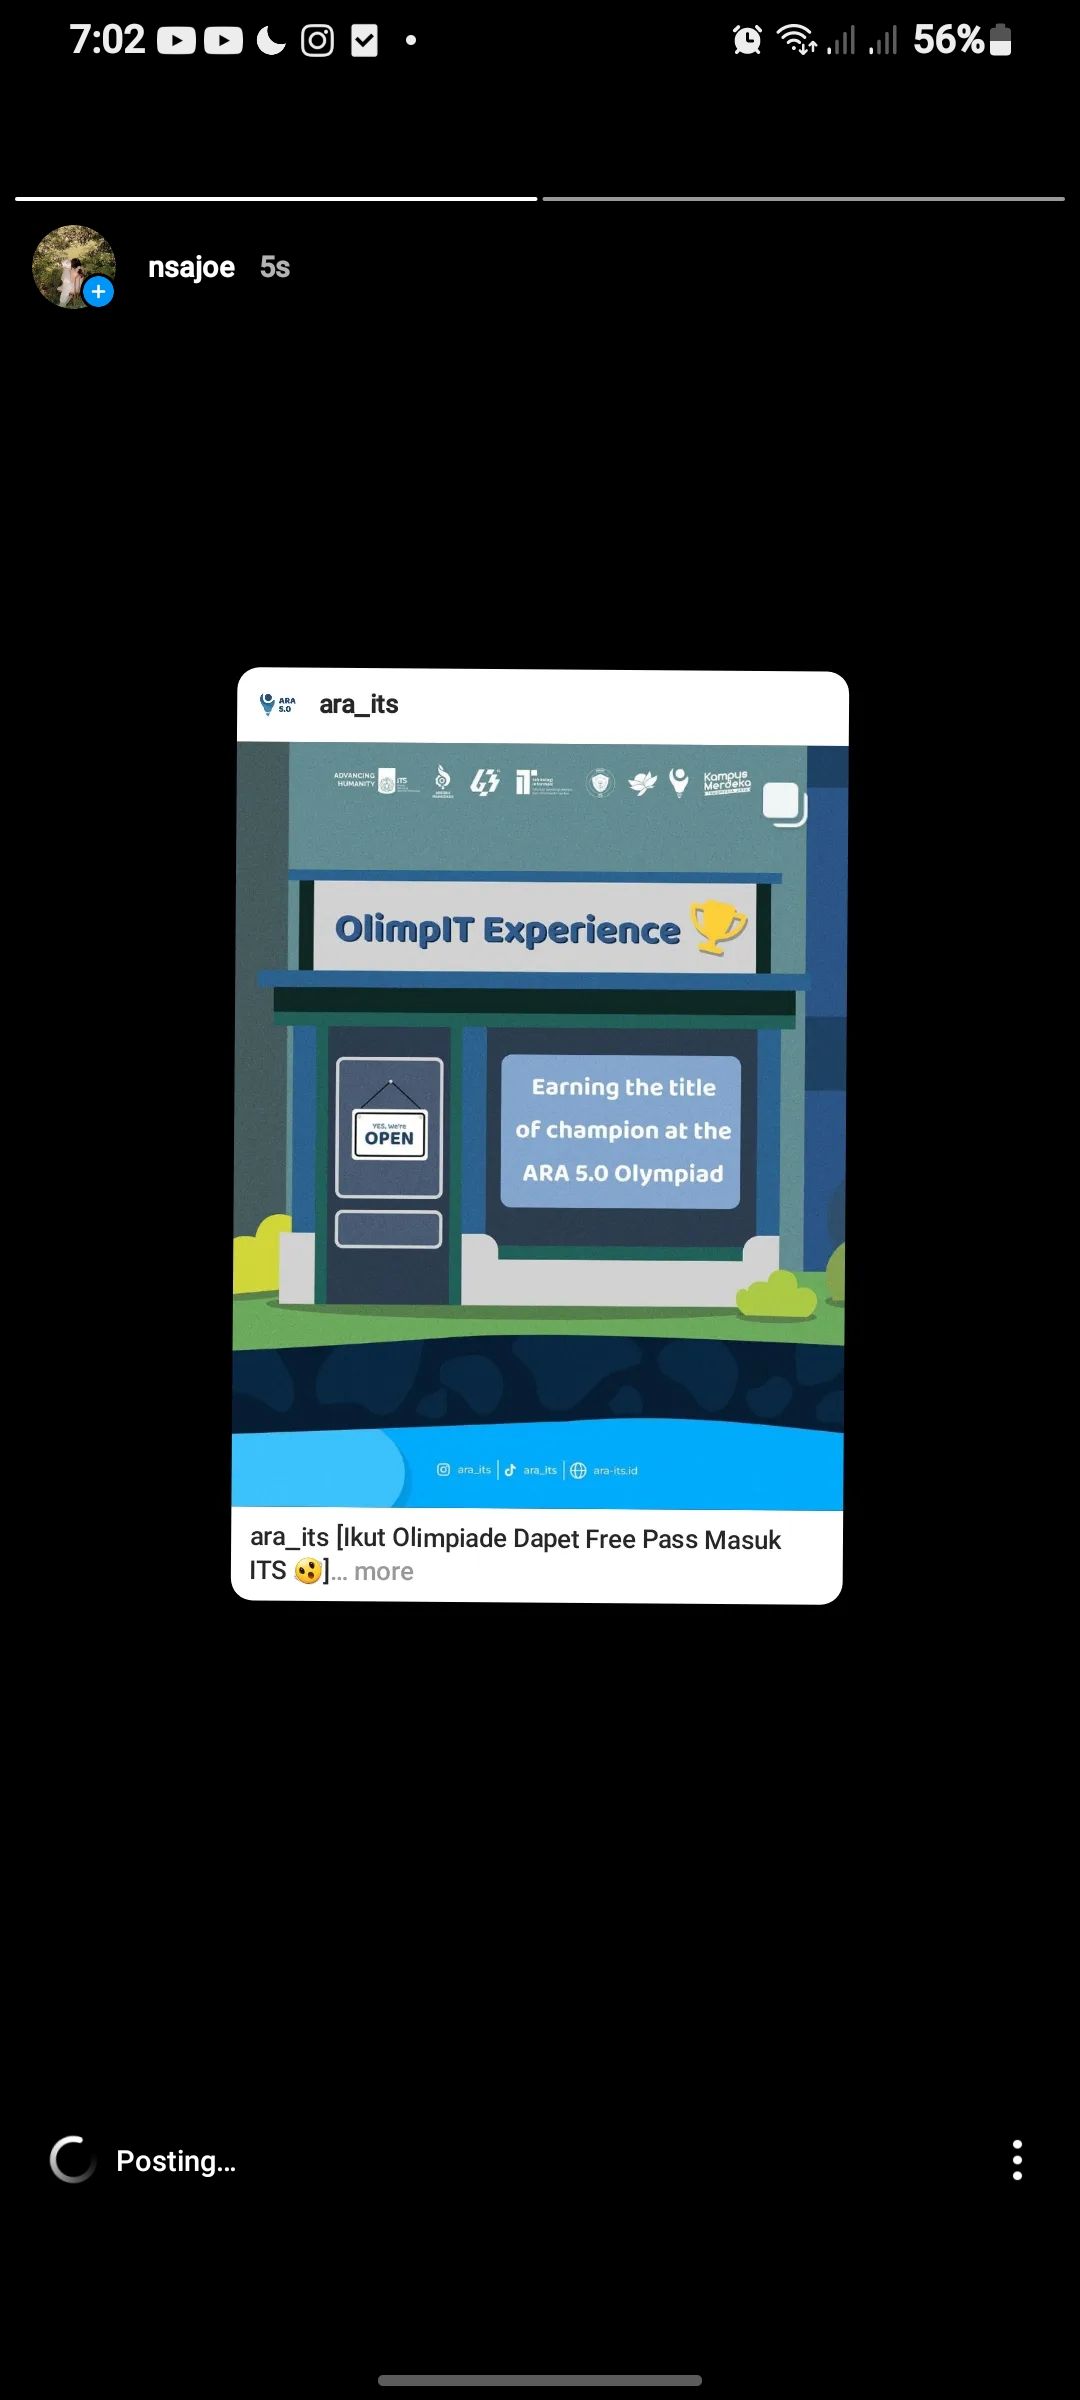 7:02
56%
nsajoe 5s
ARA
5.0
ara_its
ADVANCING
HUMANITY
ITS
Kampus
Merdeka
OlimpIT Experience
YES, We're
OPEN
Earning the title
of champion at the
ARA 5.0 Olympiad
ara_its ara_its ara-its.id
ara_its [Ikut Olimpiade Dapet Free Pass Masuk
ITS 😯]... more
Posting...